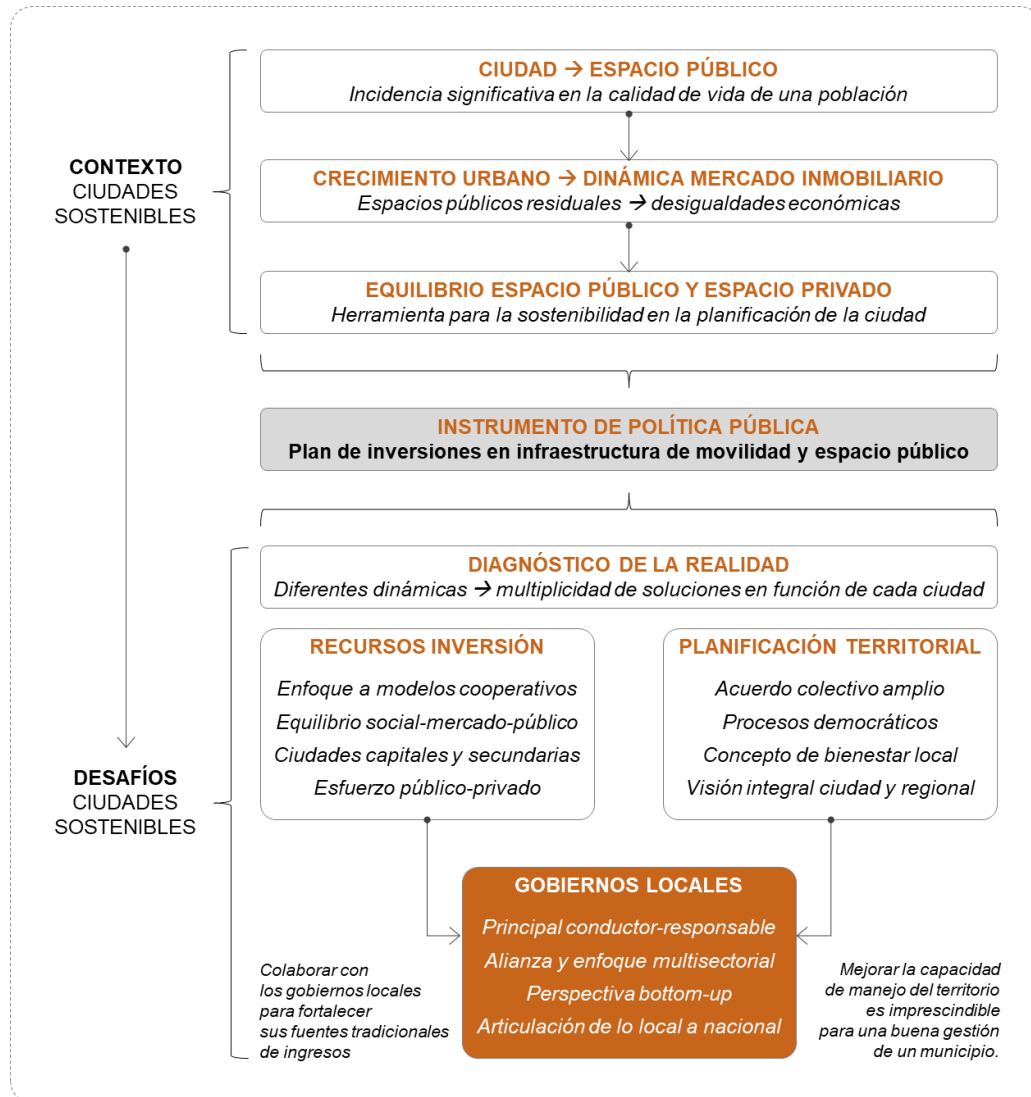 CIUDAD → ESPACIO PÚBLICO
Incidencia significativa en la calidad de vida de una población
CONTEXTO
CIUDADES
SOSTENIBLES
CRECIMIENTO URBANO → DINÁMICA MERCADO INMOBILIARIO
Espacios públicos residuales → desigualdades económicas
EQUILIBRIO ESPACIO PÚBLICO Y ESPACIO PRIVADO
Herramienta para la sostenibilidad en la planificación de la ciudad
INSTRUMENTO DE POLÍTICA PÚBLICA
Plan de inversiones en infraestructura de movilidad y espacio público
DIAGNÓSTICO DE LA REALIDAD
Diferentes dinámicas → multiplicidad de soluciones en función de cada ciudad
RECURSOS INVERSIÓN
Enfoque a modelos cooperativos
Equilibrio social-mercado-público
Ciudades capitales y secundarias
Esfuerzo público-privado
PLANIFICACIÓN TERRITORIAL
Acuerdo colectivo amplio
Procesos democráticos
Concepto de bienestar local
Visión integral ciudad y regional
DESAFÍOS
CIUDADES
SOSTENIBLES
GOBIERNOS LOCALES
Principal conductor-responsable
Alianza y enfoque multisectorial
Perspectiva bottom-up
Articulación de lo local a nacional
Colaborar con
los gobiernos locales
para fortalecer
sus fuentes tradicionales
de ingresos
Mejorar la capacidad
de manejo del territorio
es imprescindible
para una buena gestión
de un municipio.